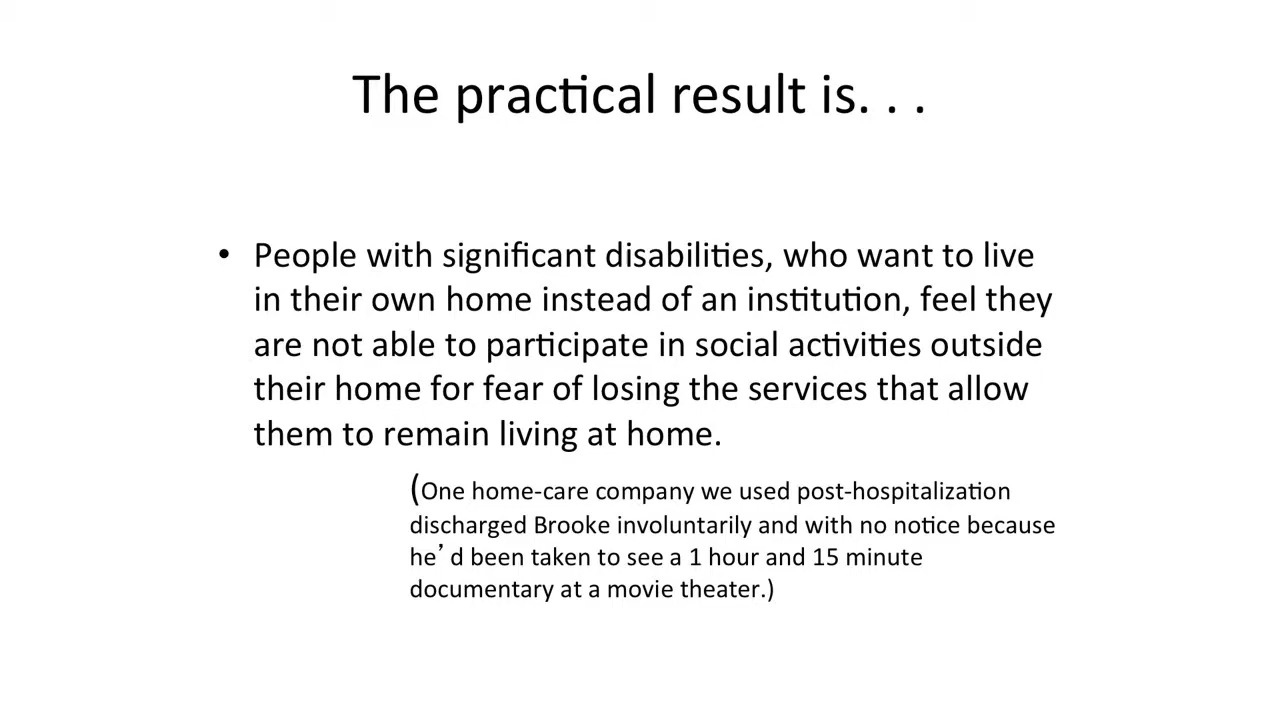 The practical result is. . .
• People with significant disabilities, who want to live
in their own home instead of an institution, feel they
are not able to participate in social activities outside
their home for fear of losing the services that allow
them to remain living at home.
(One home-care company we used post-hospitalization
discharged Brooke involuntarily and with no notice because
he’d been taken to see a 1 hour and 15 minute
documentary at a movie theater.)